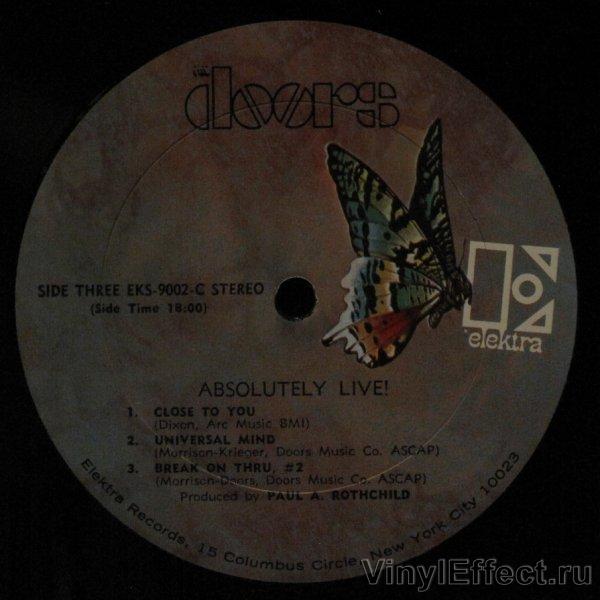 THE
doors
SIDE THREE EKS-9002-C STEREO
(Side Time 18:00)
elektra
ABSOLUTELY LIVE!
1. CLOSE TO YOU
(Dixon, Arc Music BMI)
2. UNIVERSAL MIND
(Morrison-Krieger, Doors Music Co. ASCAP)
3. BREAK ON THRU, #2
(Morrison-Doors, Doors Music Co. ASCAP)
Produced by PAUL A. ROTHCHILD
Elektra Records, 15 Columbus Circle, New York City 10023
VinylEffect.ru